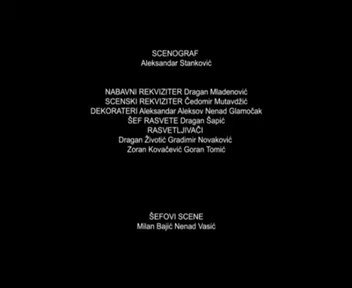 SCENOGRAF
Aleksandar Stanković
NABAVNI REKVIZITER Dragan Mladenović
SCENSKI REKVIZITER Čedomir Mutavdžić
DEKORATERI Aleksandar Aleksov Nenad Glamočak
ŠEF RASVETE Dragan Šapić
RASVETLJIVAČI
Dragan Životić Gradimir Novaković
Zoran Kovačević Goran Tomić
ŠEFOVI SCENE
Milan Bajić Nenad Vasić